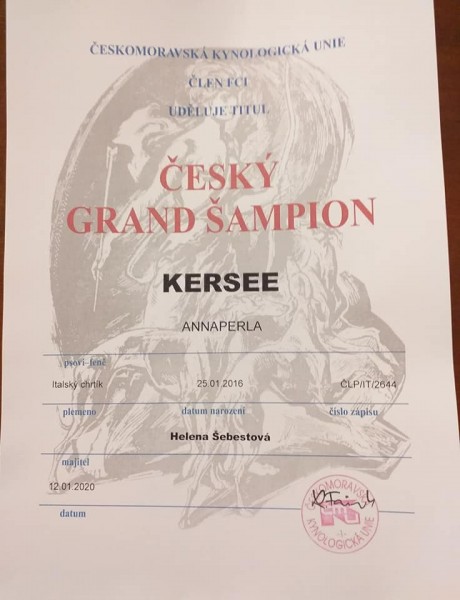 ČESKOMORAVSKÁ KYNOLOGICKÁ UNIE
ČLEN FCI
UDĚLUJE TITUL
ČESKÝ
GRAND ŠAMPION
KERSEE
ANNAPERLA
psovi-feně
Italský chrtík 25.01.2016 ČLP/IT/2644
plemeno datum narození číslo zápisu
Helena Šebestová
majitel
12.01.2020
datum
ČESKOMORAVSKÁ
KYNOLOGICKÁ UNIE
-1-